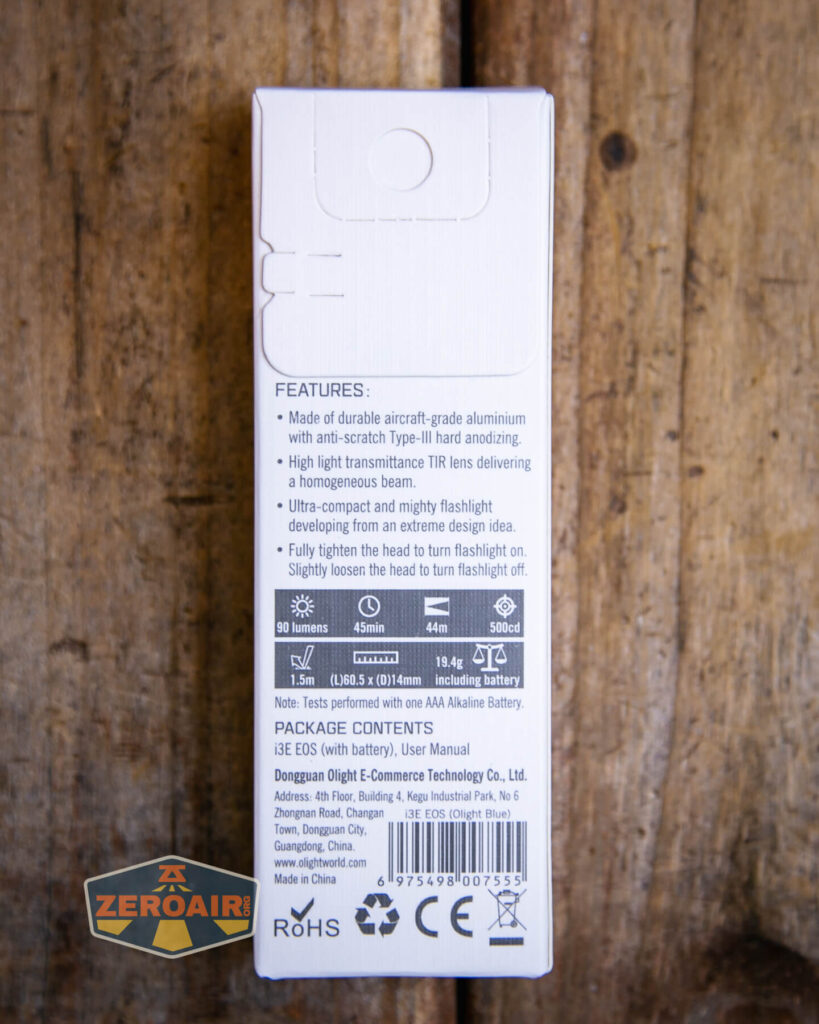 FEATURES:
• Made of durable aircraft-grade aluminium
with anti-scratch Type-III hard anodizing.
• High light transmittance TIR lens delivering
a homogeneous beam.
• Ultra-compact and mighty flashlight
developing from an extreme design idea.
• Fully tighten the head to turn flashlight on.
Slightly loosen the head to turn flashlight off.
90 lumens 45min 44m 500cd
1.5m (L)60.5 x (D)14mm 19.4g including battery
Note: Tests performed with one AAA Alkaline Battery.
PACKAGE CONTENTS
i3E EOS (with battery), User Manual
Dongguan Olight E-Commerce Technology Co., Ltd.
Address: 4th Floor, Building 4, Kegu Industrial Park, No 6
Zhongnan Road, Changan
Town, Dongguan City,
Guangdong, China.
www.olightworld.com
Made in China
i3E EOS (Olight Blue)
6 975498 007555
RoHS
CE
ZEROAIR.ORG